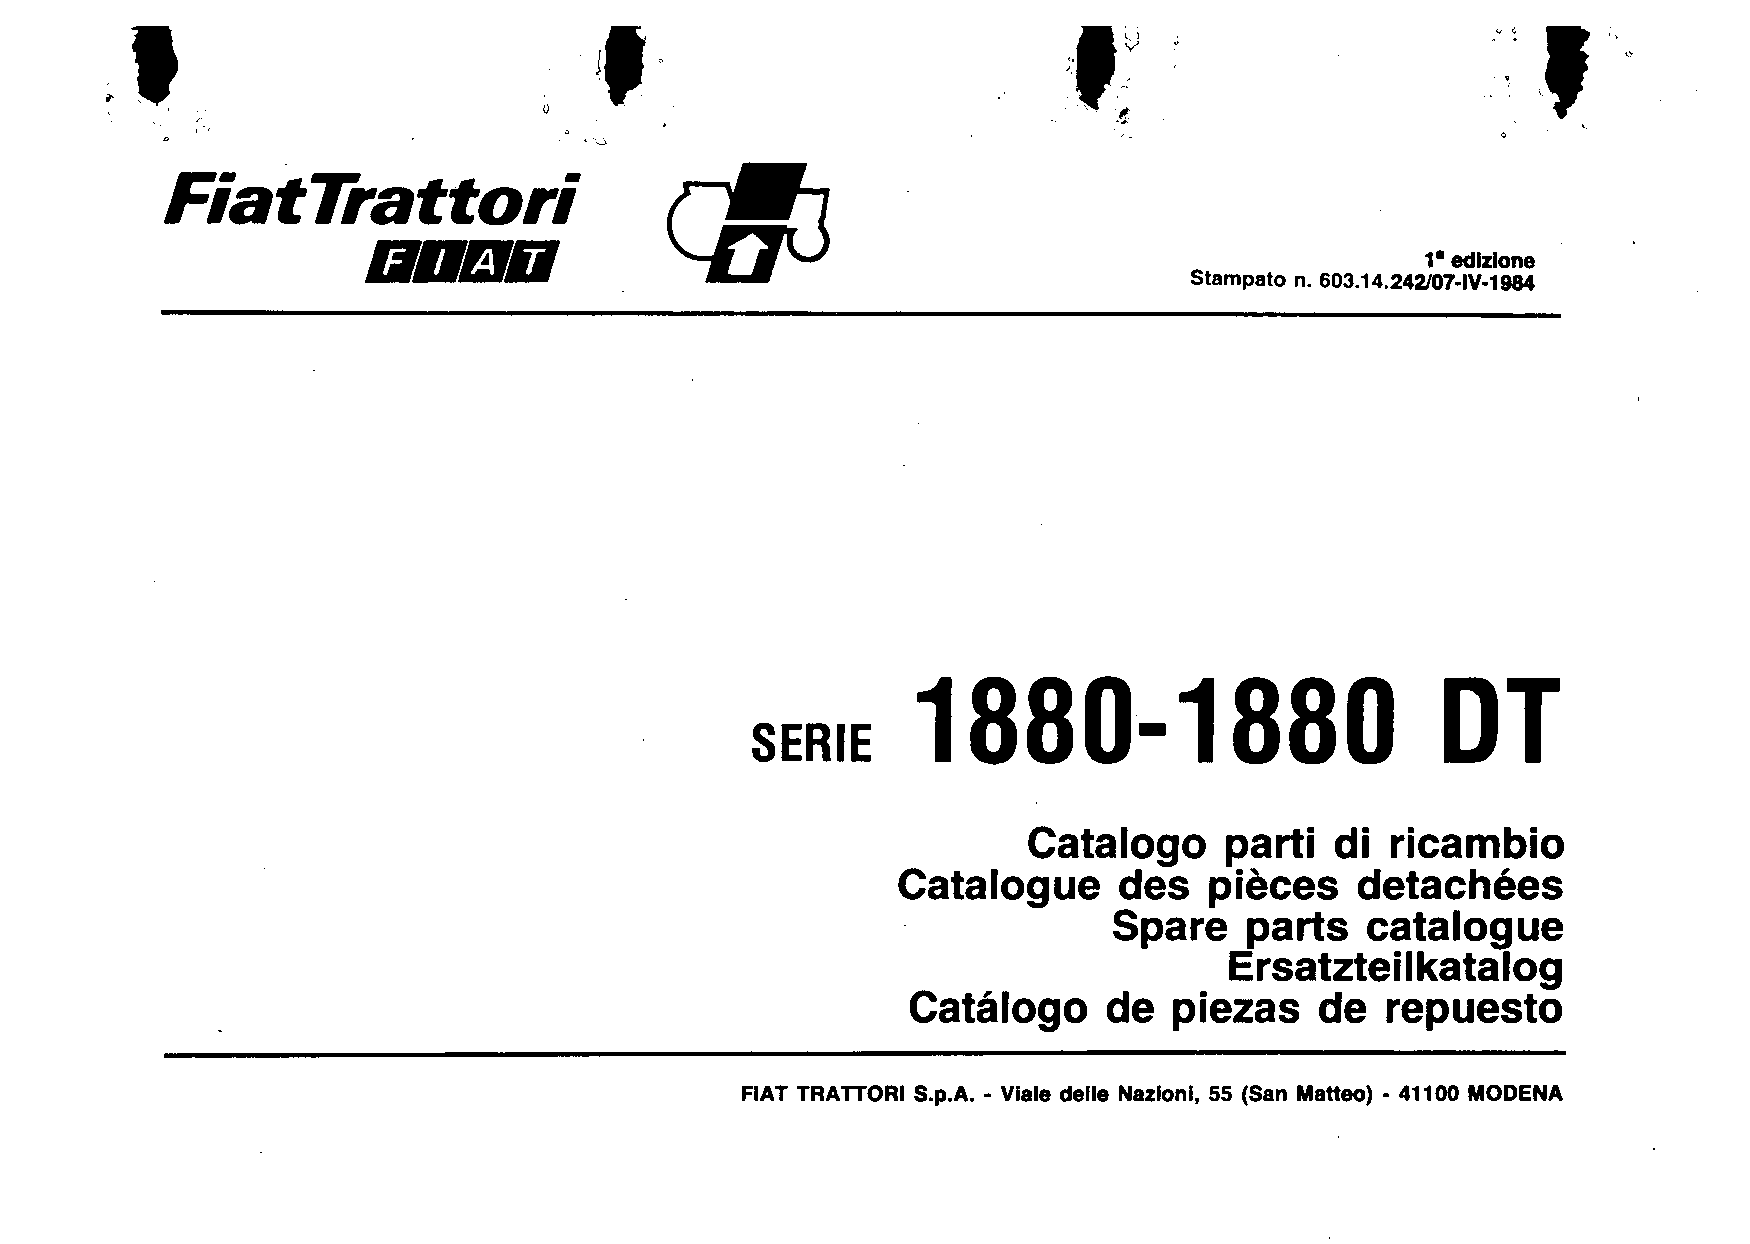 FiatTrattori
FIAT
1ª edizione
Stampato n. 603.14.242/07-IV-1984
SERIE 1880-1880 DT
Catalogo parti di ricambio
Catalogue des pièces detachées
Spare parts catalogue
Ersatzteilkatalog
Catálogo de piezas de repuesto
FIAT TRATTORI S.p.A. - Viale delle Nazioni, 55 (San Matteo) - 41100 MODENA